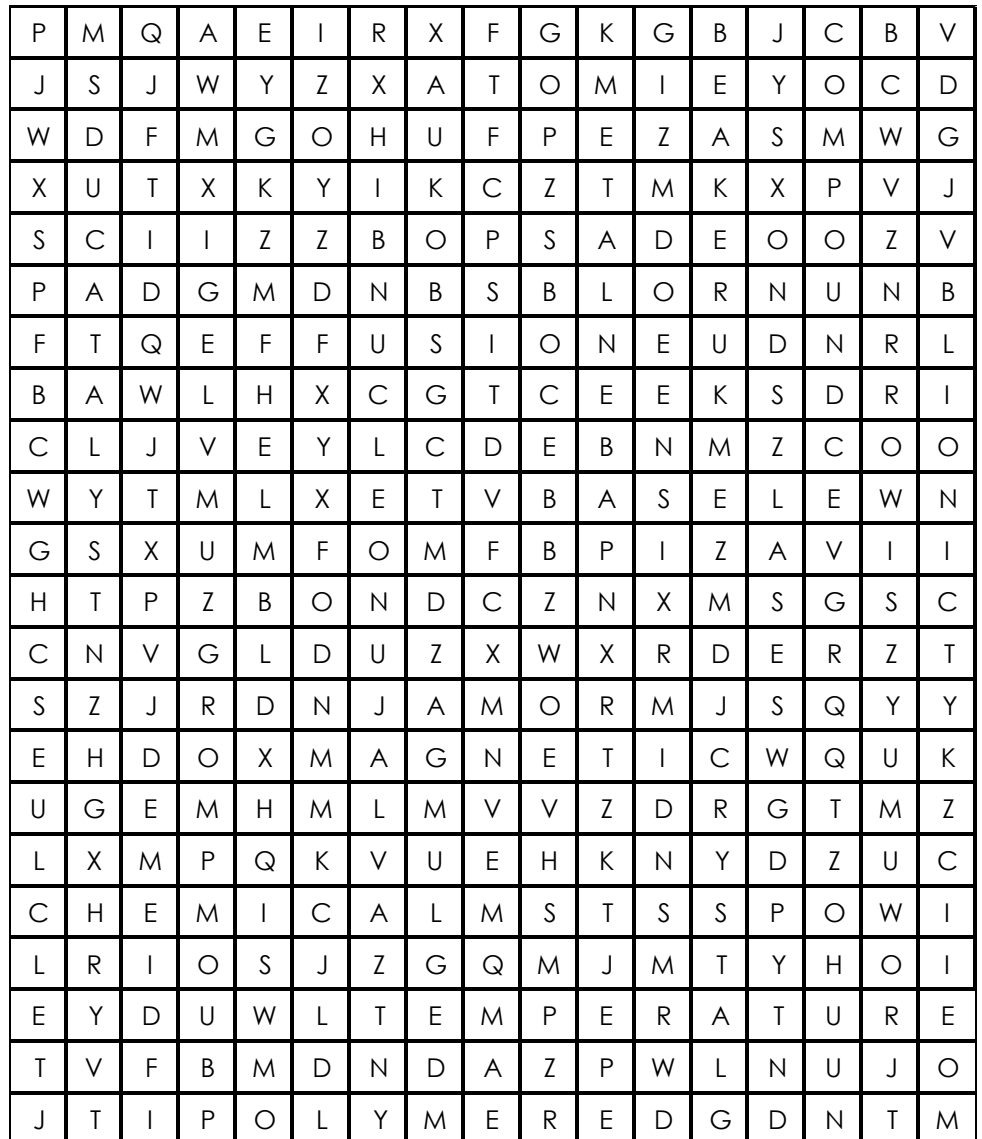 P M Q A E I R X F G K G B J C B V
J S J W Y Z X A T O M I E Y O C D
W D F M G O H U F P E Z A S M W G
X U T X K Y I K C Z T M K X P V J
S C I I Z Z B O P S A D E O O Z V
P A D G M D N B S B L O R N U N B
F T Q E F F U S I O N E U D N R L
B A W L H X C G T C E E K S D R I
C L J V E Y L C D E B N M Z C O O
W Y T M L X E T V B A S E L E W N
G S X U M F O M F B P I Z A V I I
H T P Z B O N D C Z N X M S G S C
C N V G L D U Z X W X R D E R Z T
S Z J R D N J A M O R M J S Q Y Y
E H D O X M A G N E T I C W Q U K
U G E M H M L M V V Z D R G T M Z
L X M P Q K V U E H K N Y D Z U C
C H E M I C A L M S T S S P O W I
L R I O S J Z G Q M J M T Y H O I
E Y D U W L T E M P E R A T U R E
T V F B M D N D A Z P W L N U J O
J T I P O L Y M E R E D G D N T M